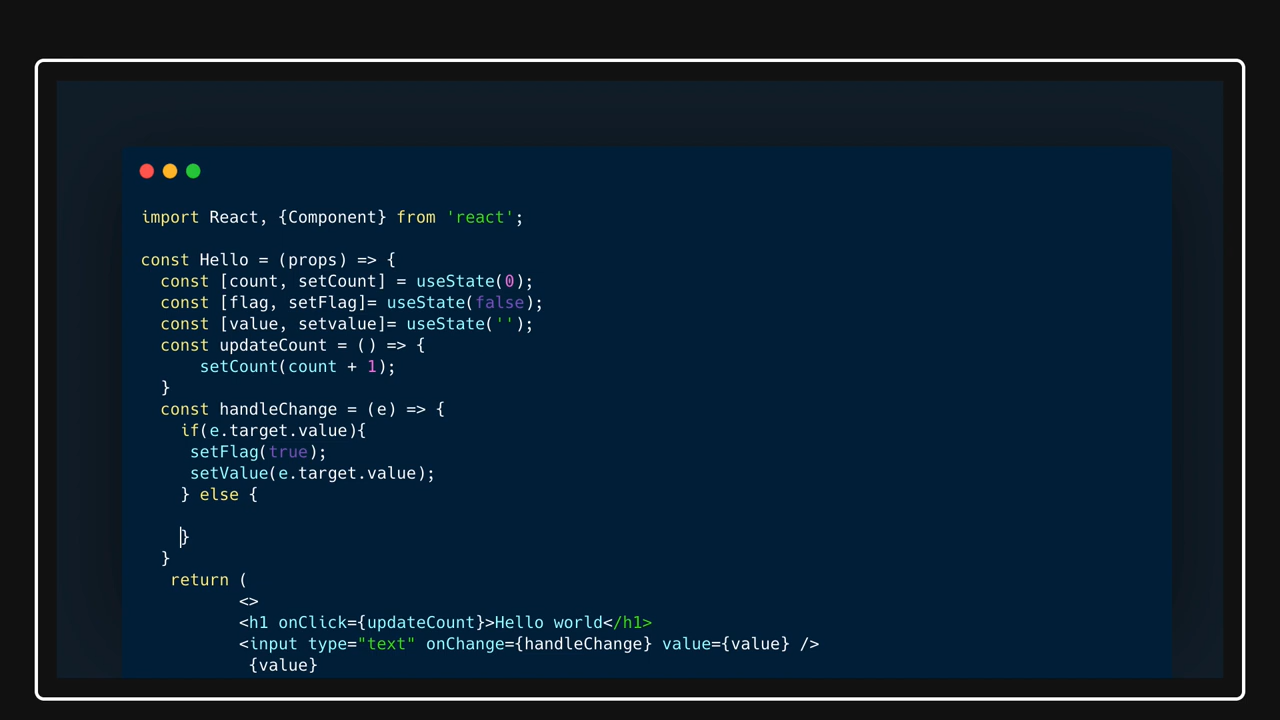 import React, {Component} from 'react';
const Hello = (props) => {
const [count, setCount] = useState(0);
const [flag, setFlag]= useState(false);
const [value, setvalue]= useState('');
const updateCount = () => {
setCount(count + 1);
}
const handleChange = (e) => {
if(e.target.value){
setFlag(true);
setValue(e.target.value);
} else {
}
}
return (
<>
<h1 onClick={updateCount}>Hello world</h1>
<input type="text" onChange={handleChange} value={value} />
{value}